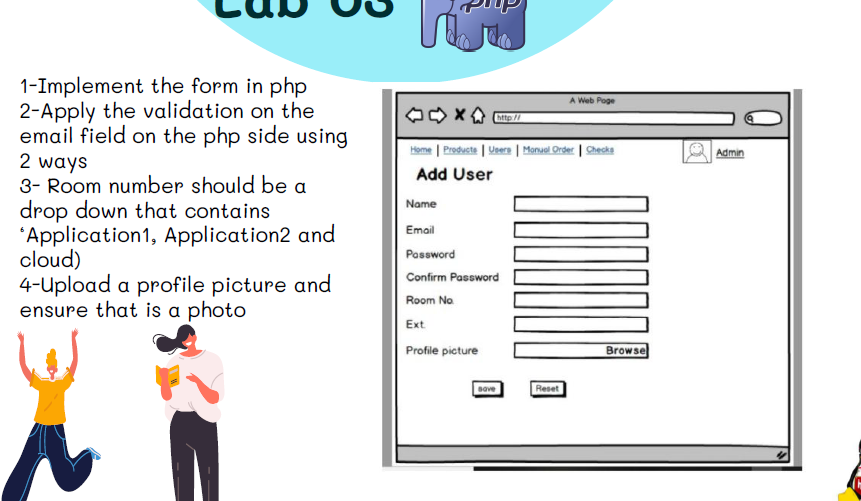 Lab 03
php
1-Implement the form in php
2-Apply the validation on the
email field on the php side using
2 ways
3- Room number should be a
drop down that contains
‘Application1, Application2 and
cloud)
4-Upload a profile picture and
ensure that is a photo
A Web Page
http://
Home | Products | Users | Manual Order | Checks
Admin
Add User
Name
Email
Password
Confirm Password
Room No.
Ext.
Profile picture
Browse
save
Reset